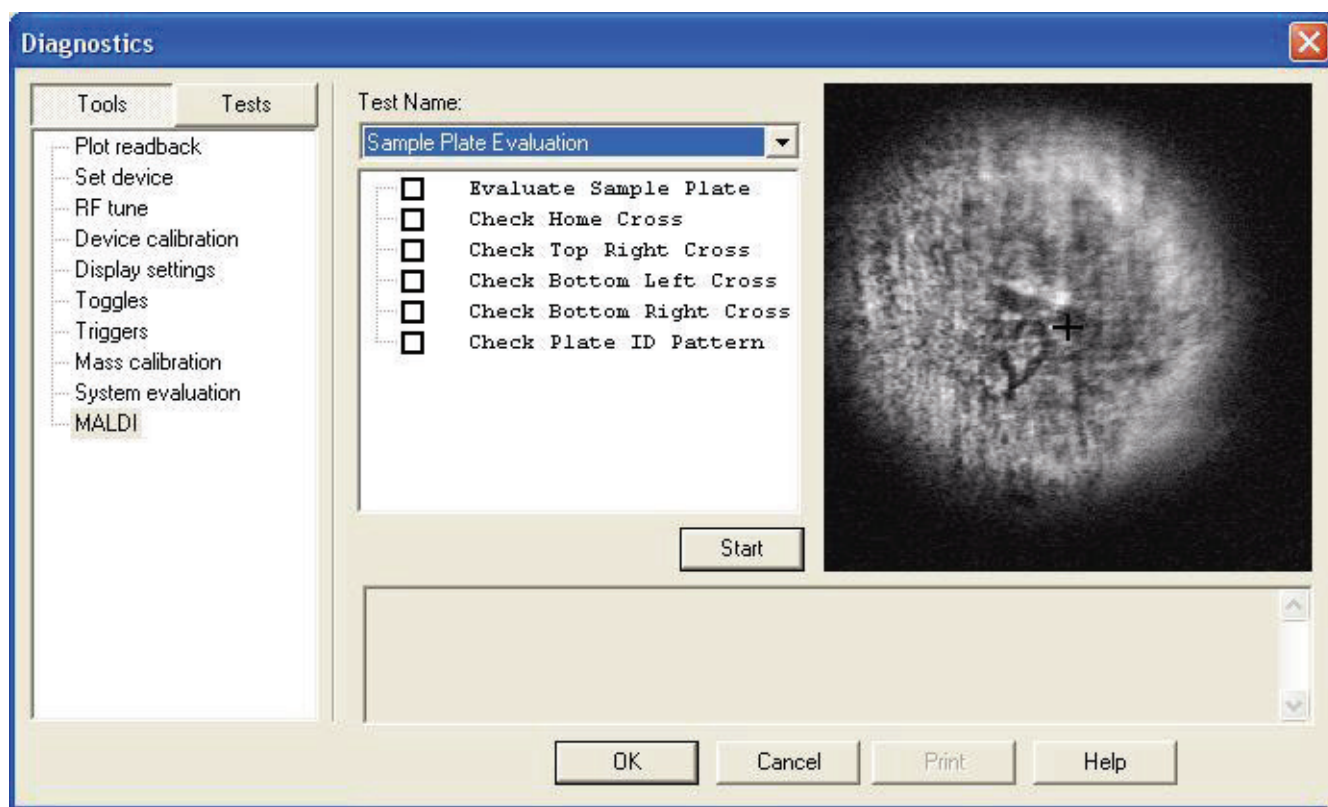 Diagnostics
Tools Tests
Plot readback
Set device
RF tune
Device calibration
Display settings
Toggles
Triggers
Mass calibration
System evaluation
MALDI
Test Name:
Sample Plate Evaluation
Evaluate Sample Plate
Check Home Cross
Check Top Right Cross
Check Bottom Left Cross
Check Bottom Right Cross
Check Plate ID Pattern
Start
OK Cancel Print Help